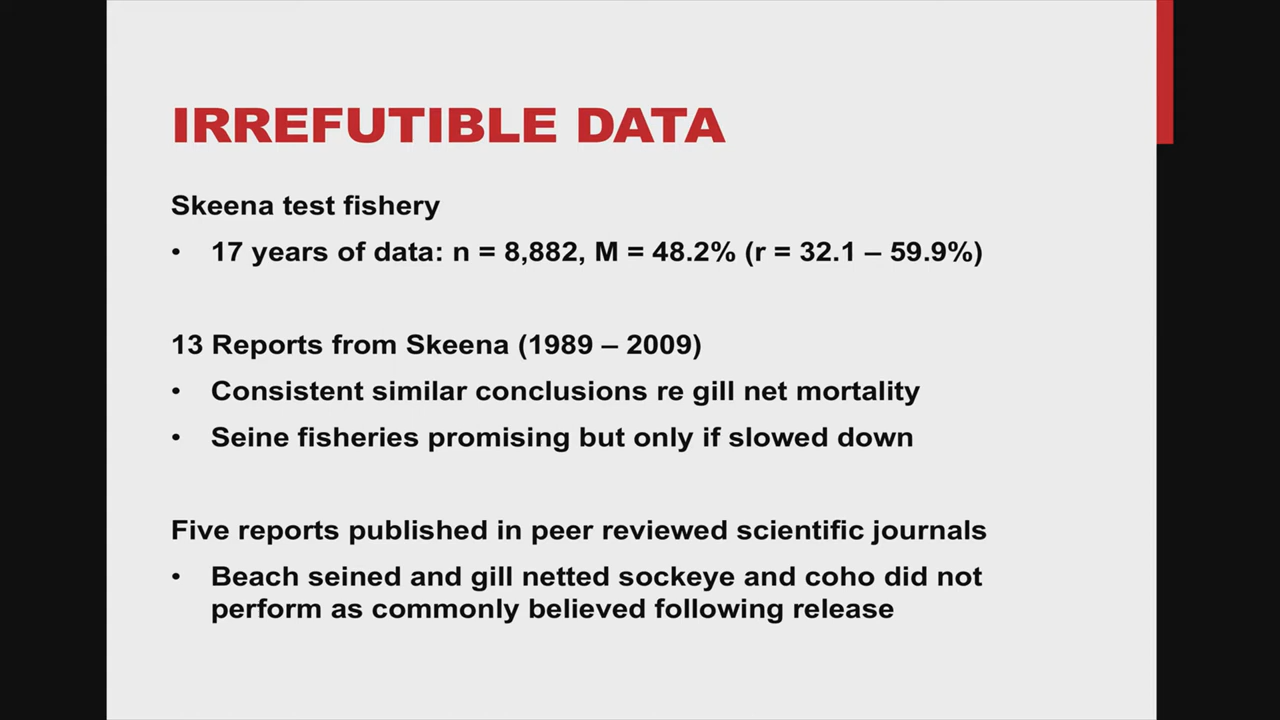 IRREFUTIBLE DATA
Skeena test fishery
• 17 years of data: n = 8,882, M = 48.2% (r = 32.1 – 59.9%)
13 Reports from Skeena (1989 – 2009)
• Consistent similar conclusions re gill net mortality
• Seine fisheries promising but only if slowed down
Five reports published in peer reviewed scientific journals
• Beach seined and gill netted sockeye and coho did not
perform as commonly believed following release